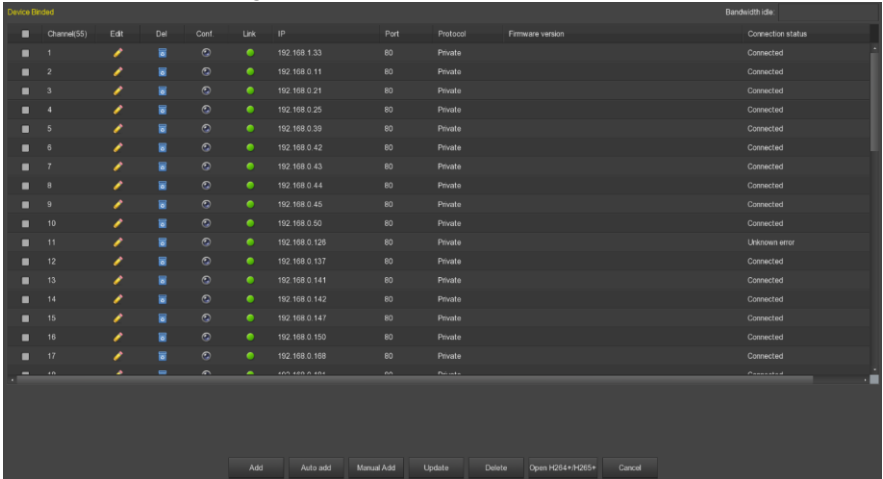 Device Binded Bandwidth idle:
Channel(55) Edit Del Conf. Link IP Port Protocol Firmware version Connection status
1 192.168.1.33 80 Private Connected
2 192.168.0.11 80 Private Connected
3 192.168.0.21 80 Private Connected
4 192.168.0.25 80 Private Connected
5 192.168.0.39 80 Private Connected
6 192.168.0.42 80 Private Connected
7 192.168.0.43 80 Private Connected
8 192.168.0.44 80 Private Connected
9 192.168.0.45 80 Private Connected
10 192.168.0.50 80 Private Connected
11 192.168.0.126 80 Private Unknown error
12 192.168.0.137 80 Private Connected
13 192.168.0.141 80 Private Connected
14 192.168.0.142 80 Private Connected
15 192.168.0.147 80 Private Connected
16 192.168.0.150 80 Private Connected
17 192.168.0.168 80 Private Connected
Add Auto add Manual Add Update Delete Open H264+/H265+ Cancel